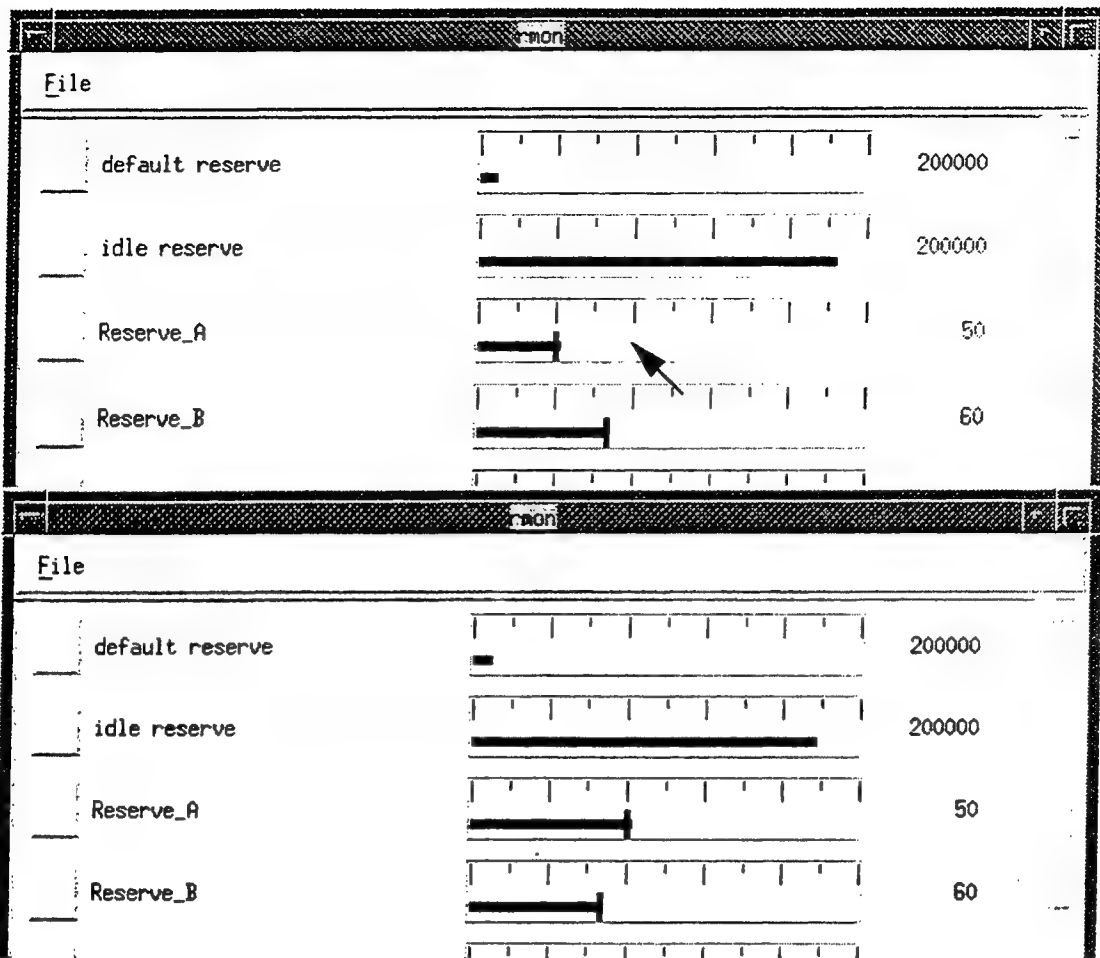 rmon
File
default reserve 200000
idle reserve 200000
Reserve_A 50
Reserve_B 60
rmon
File
default reserve 200000
idle reserve 200000
Reserve_A 50
Reserve_B 60